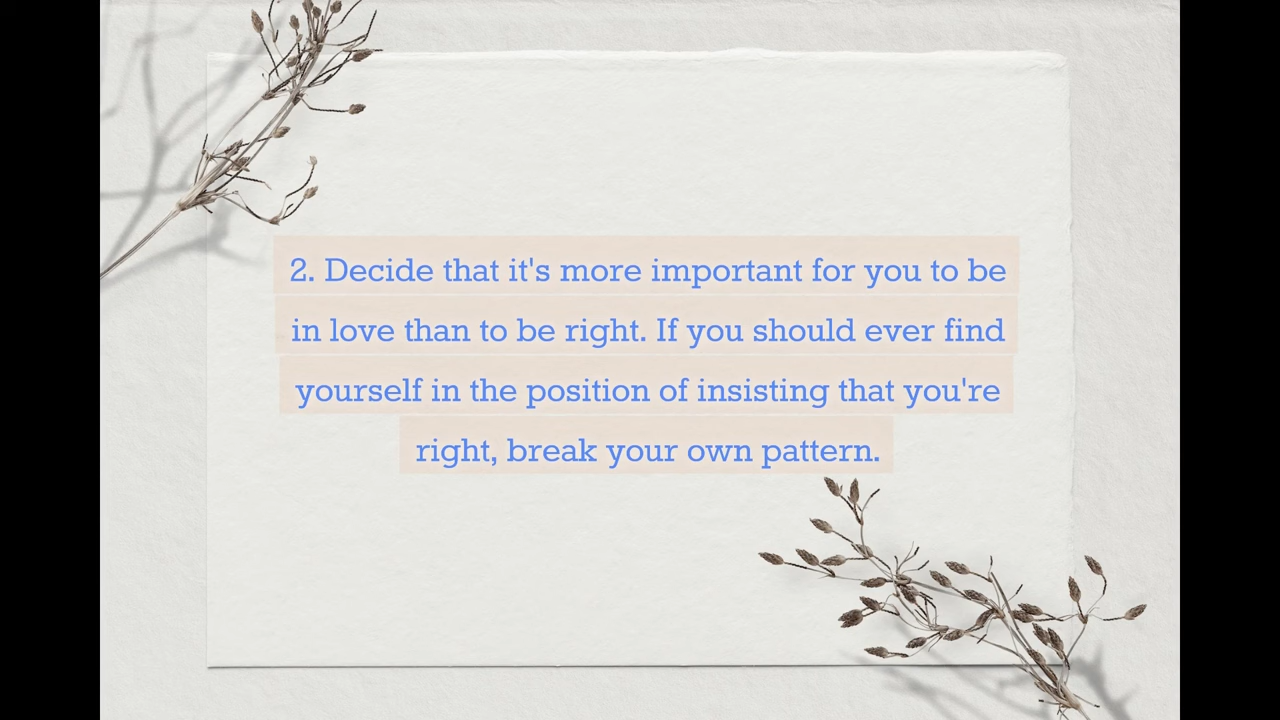 2. Decide that it's more important for you to be
in love than to be right. If you should ever find
yourself in the position of insisting that you're
right, break your own pattern.